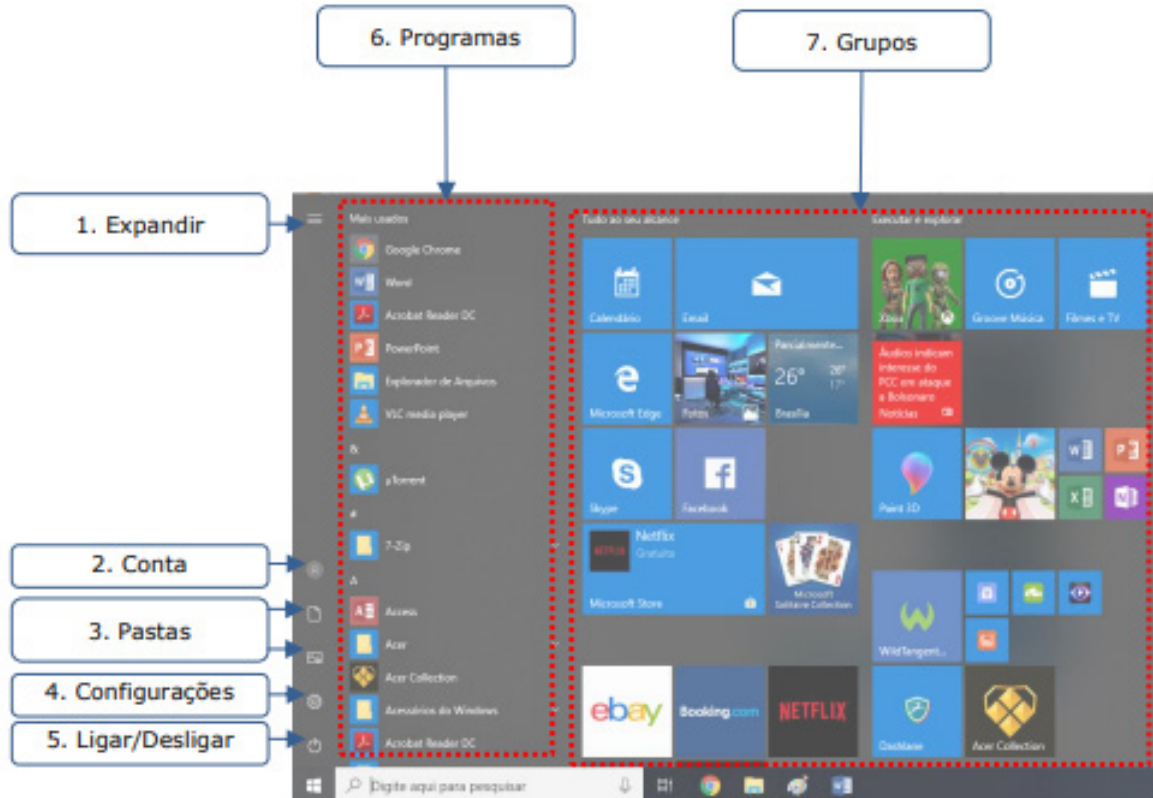 6. Programas
7. Grupos
1. Expandir
2. Conta
3. Pastas
4. Configurações
5. Ligar/Desligar
Mais usados
Google Chrome
Word
Acrobat Reader DC
PowerPoint
Explorador de Arquivos
VLC media player
&
µTorrent
#
7-Zip
A
Access
Acer
Acer Collection
Acessórios do Windows
Acrobat Reader DC
Tudo ao seu alcance
Calendário
Email
Microsoft Edge
Fotos
Parcialmente...
26°
26°
17°
Brasília
Skype
Facebook
Netflix
Gratuito
NETFLIX
Microsoft Store
Microsoft
Solitaire Collection
ebay
Booking.com
NETFLIX
Executar e explorar
Xbox
Groove Música
Filmes e TV
Áudios indicam
interesse do
PCC em ataque
a Bolsonaro
Notícias
Paint 3D
WildTangent...
Dashlane
Acer Collection
Digite aqui para pesquisar